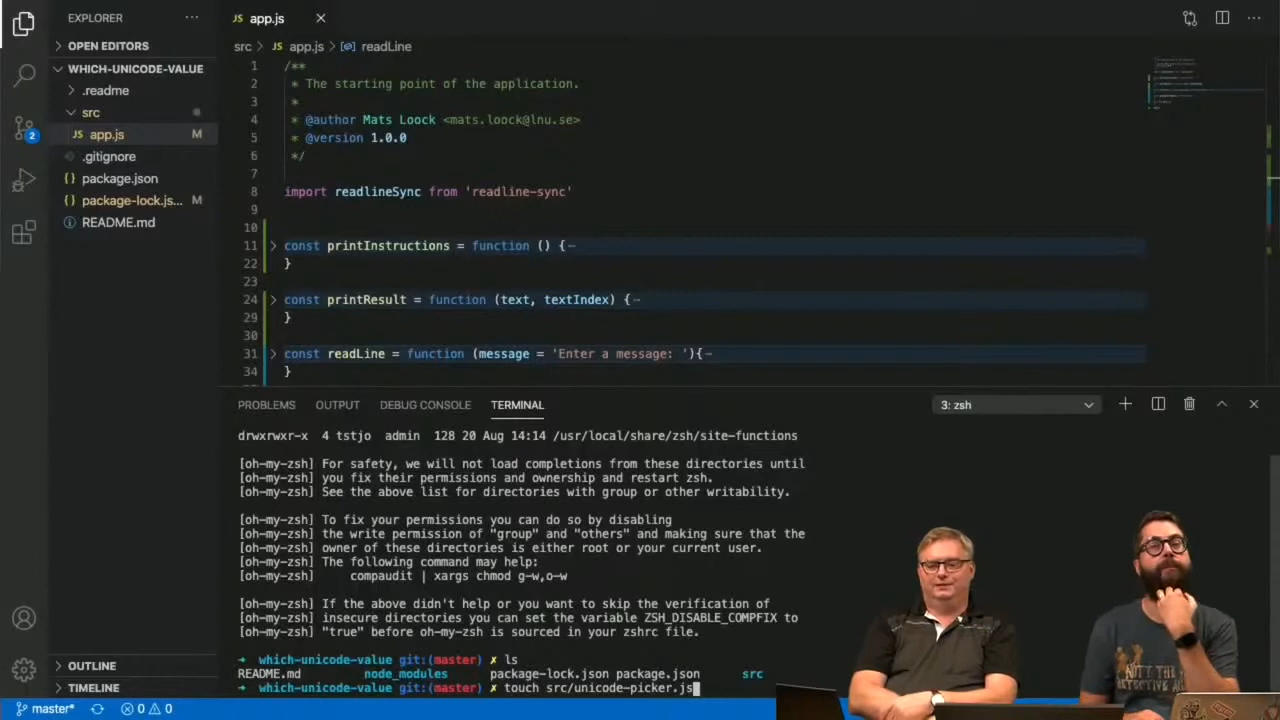 EXPLORER ···
OPEN EDITORS
WHICH-UNICODE-VALUE
.readme
src
JS app.js M
.gitignore
{} package.json
{} package-lock.js... M
README.md
2
OUTLINE
TIMELINE
JS app.js ×
src > JS app.js > readLine
1 /**
2 * The starting point of the application.
3 *
4 * @author Mats Loock <mats.loock@lnu.se>
5 * @version 1.0.0
6 */
7
8 import readlineSync from 'readline-sync'
9
10
11 const printInstructions = function () {
22 }
23
24 const printResult = function (text, textIndex) {
29 }
30
31 const readLine = function (message = 'Enter a message: '){
34 }
PROBLEMS OUTPUT DEBUG CONSOLE TERMINAL 3: zsh
drwxrwxr-x 4 tstjo admin 128 20 Aug 14:14 /usr/local/share/zsh/site-functions
[oh-my-zsh] For safety, we will not load completions from these directories until
[oh-my-zsh] you fix their permissions and ownership and restart zsh.
[oh-my-zsh] See the above list for directories with group or other writability.
[oh-my-zsh] To fix your permissions you can do so by disabling
[oh-my-zsh] the write permission of "group" and "others" and making sure that the
[oh-my-zsh] owner of these directories is either root or your current user.
[oh-my-zsh] The following command may help:
[oh-my-zsh] compaudit | xargs chmod g-w,o-w
[oh-my-zsh] If the above didn't help or you want to skip the verification of
[oh-my-zsh] insecure directories you can set the variable ZSH_DISABLE_COMPFIX to
[oh-my-zsh] "true" before oh-my-zsh is sourced in your zshrc file.
→ which-unicode-value git:(master) ✗ ls
README.md node_modules package-lock.json package.json src
→ which-unicode-value git:(master) ✗ touch src/unicode-picker.js
NOT THE
DETECTIVE
master* 0 0